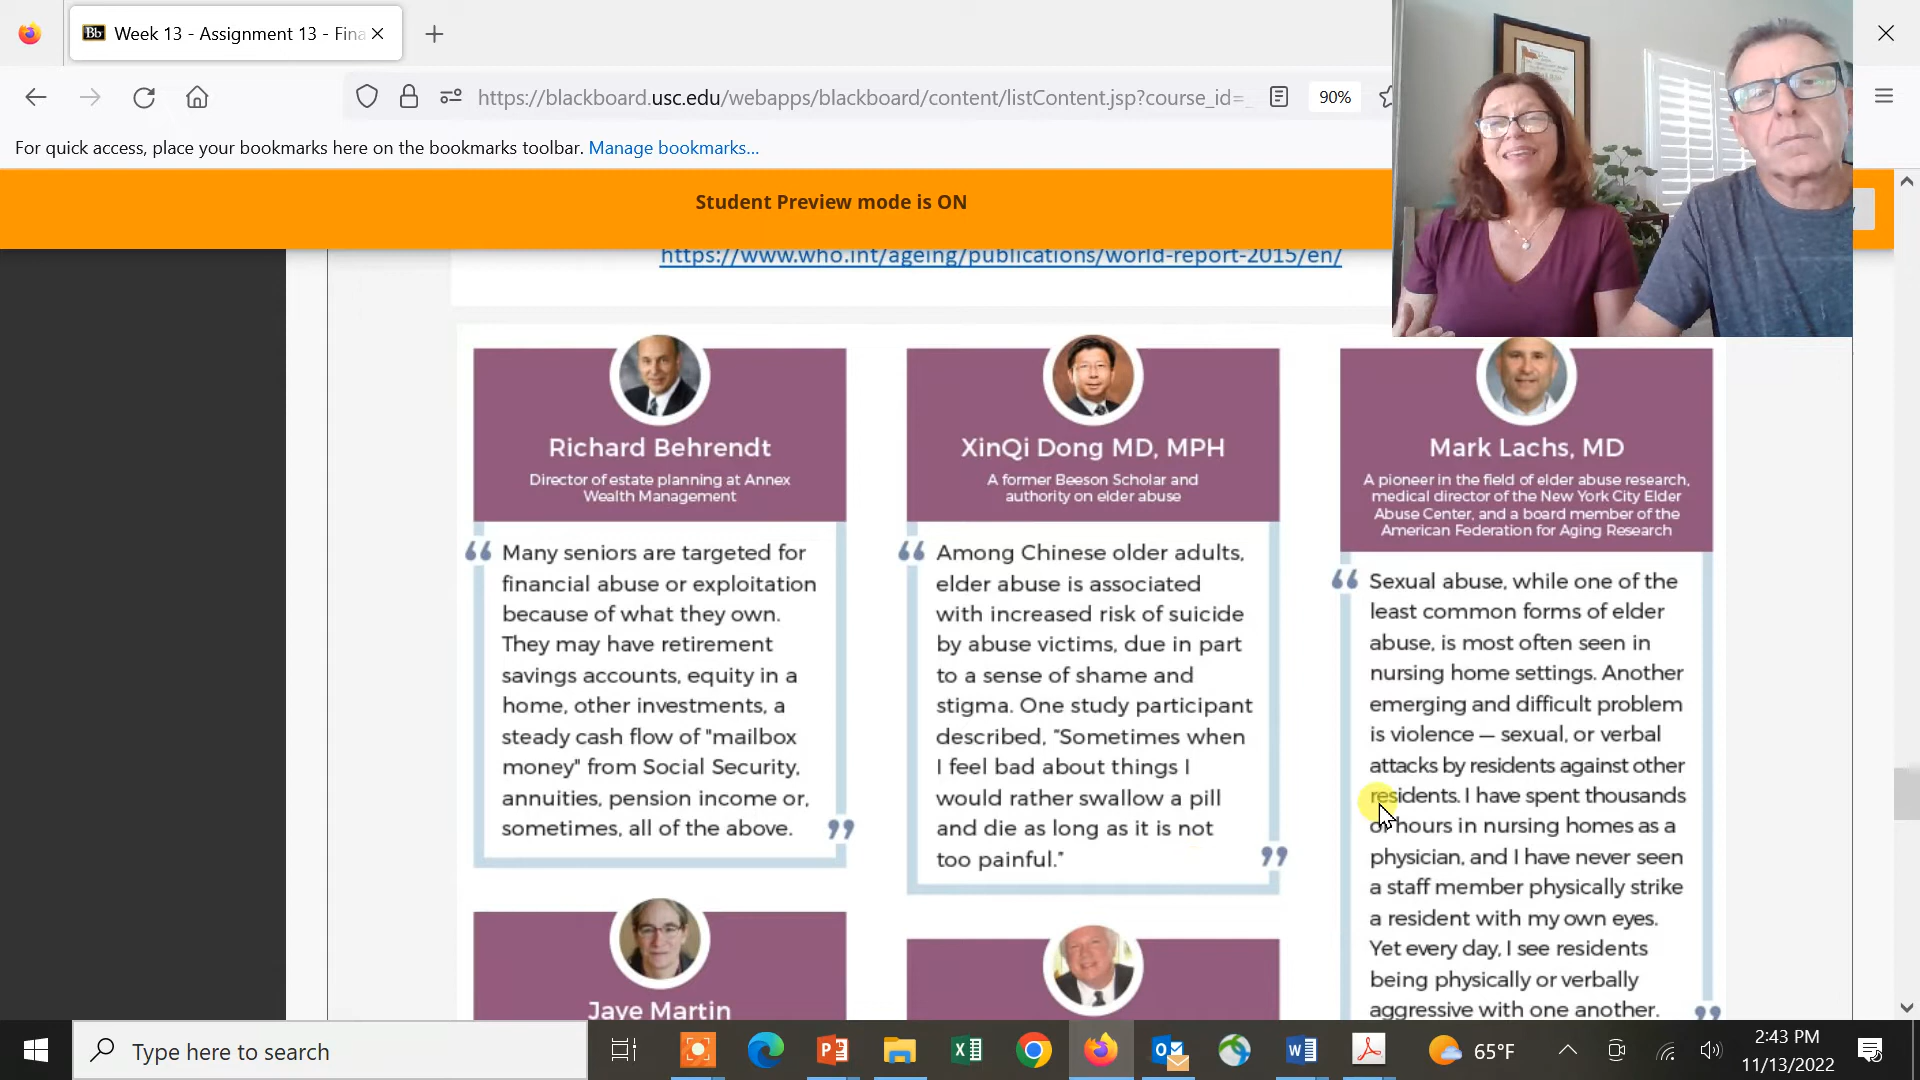 Bb Week 13 - Assignment 13 - Fina
https://blackboard.usc.edu/webapps/blackboard/content/listContent.jsp?course_id=_
90%
For quick access, place your bookmarks here on the bookmarks toolbar. Manage bookmarks...
Student Preview mode is ON
https://www.who.int/ageing/publications/world-report-2015/en/
Richard Behrendt
Director of estate planning at Annex
Wealth Management
“ Many seniors are targeted for
financial abuse or exploitation
because of what they own.
They may have retirement
savings accounts, equity in a
home, other investments, a
steady cash flow of "mailbox
money" from Social Security,
annuities, pension income or,
sometimes, all of the above. ”
XinQi Dong MD, MPH
A former Beeson Scholar and
authority on elder abuse
“ Among Chinese older adults,
elder abuse is associated
with increased risk of suicide
by abuse victims, due in part
to a sense of shame and
stigma. One study participant
described, "Sometimes when
I feel bad about things I
would rather swallow a pill
and die as long as it is not
too painful." ”
Mark Lachs, MD
A pioneer in the field of elder abuse research,
medical director of the New York City Elder
Abuse Center, and a board member of the
American Federation for Aging Research
“ Sexual abuse, while one of the
least common forms of elder
abuse, is most often seen in
nursing home settings. Another
emerging and difficult problem
is violence — sexual, or verbal
attacks by residents against other
residents. I have spent thousands
of hours in nursing homes as a
physician, and I have never seen
a staff member physically strike
a resident with my own eyes.
Yet every day, I see residents
being physically or verbally
aggressive with one another. ”
Jaye Martin
Type here to search
65°F
2:43 PM
11/13/2022